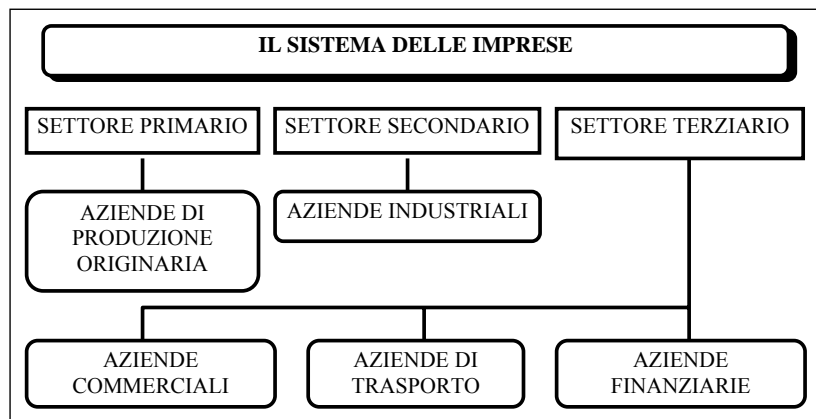 IL SISTEMA DELLE IMPRESE
SETTORE PRIMARIO
SETTORE SECONDARIO
SETTORE TERZIARIO
AZIENDE DI
PRODUZIONE
ORIGINARIA
AZIENDE INDUSTRIALI
AZIENDE
COMMERCIALI
AZIENDE DI
TRASPORTO
AZIENDE
FINANZIARIE